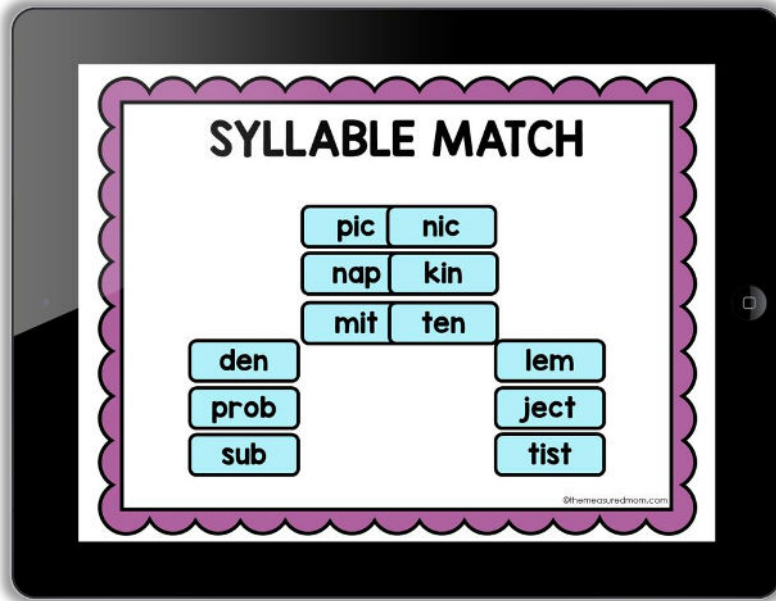 SYLLABLE MATCH
pic nic
nap kin
mit ten
den lem
prob ject
sub tist
©themeasuredmom.com